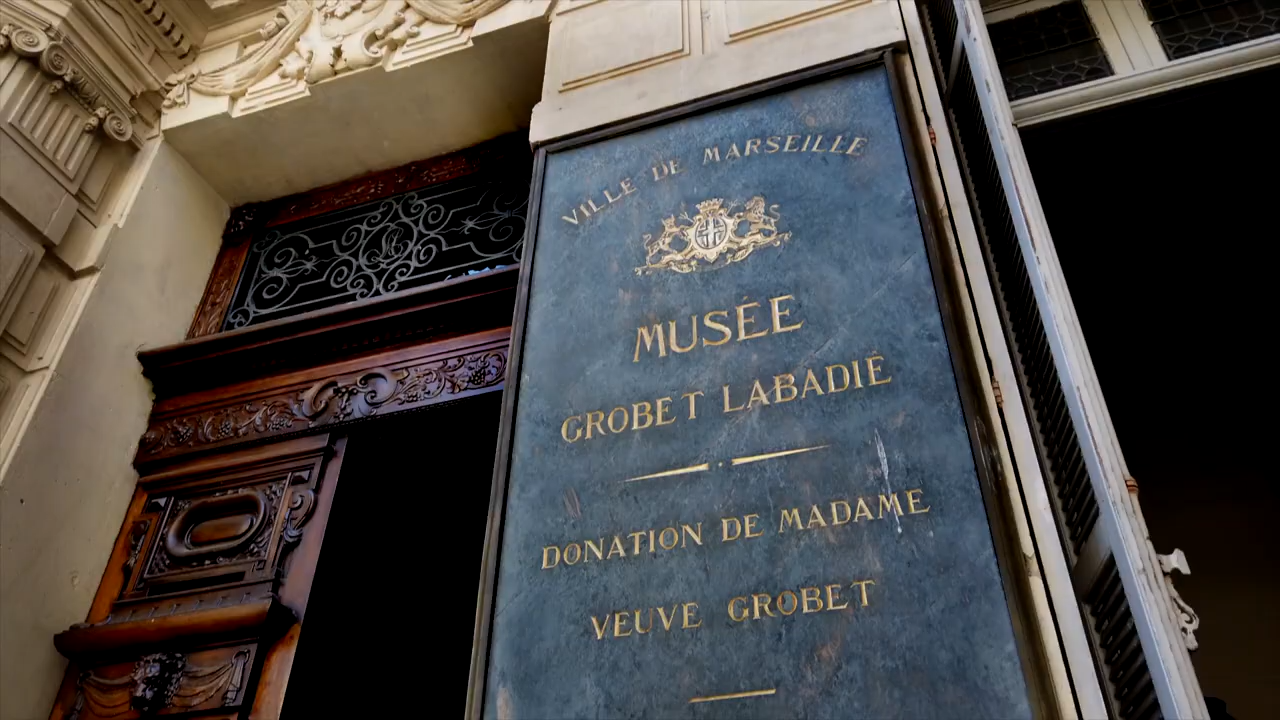 VILLE DE MARSEILLE
MUSÉE
GROBET LABADIÉ
DONATION DE MADAME
VEUVE GROBET